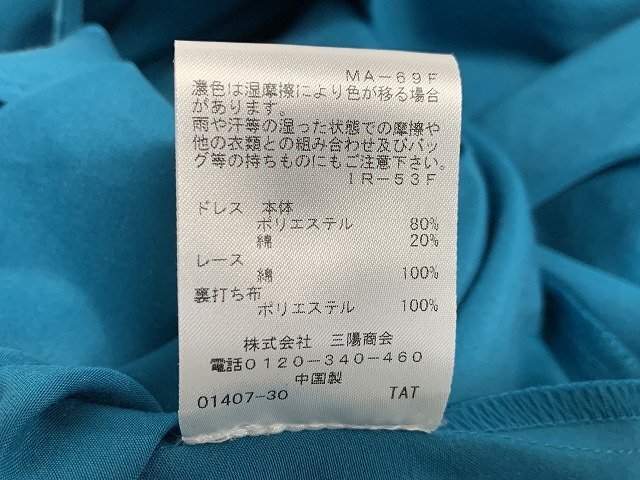 MA-69F
濃色は湿摩擦により色が移る場合
があります。
雨や汗等の湿った状態での摩擦や
他の衣類との組み合わせ及びバッ
グ等の持ちものにもご注意下さい。
IR-53F
ドレス 本体
ポリエステル 80%
綿 20%
レース
綿 100%
裏打ち布
ポリエステル 100%
株式会社 三陽商会
電話0120-340-460
中国製
01407-30 TAT